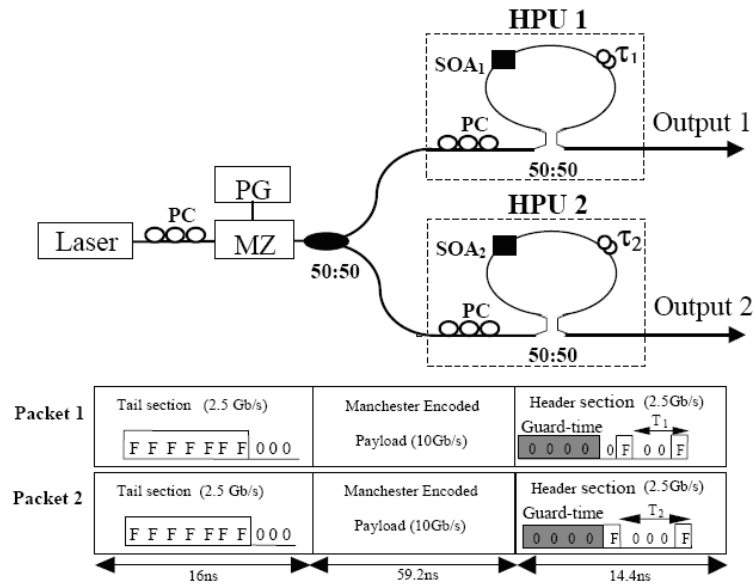 HPU 1
SOA₁
τ₁
PC
Output 1
50:50
PG
HPU 2
PC
Laser
MZ
50:50
SOA₂
τ₂
PC
Output 2
50:50
Packet 1
Tail section (2.5 Gb/s)
F F F F F F F 0 0 0
Manchester Encoded
Payload (10Gb/s)
Header section (2.5Gb/s)
Guard-time
T₁
0 0 0 0 0 F 0 0 F
Packet 2
Tail section (2.5 Gb/s)
F F F F F F F 0 0 0
Manchester Encoded
Payload (10Gb/s)
Header section (2.5Gb/s)
Guard-time
T₂
0 0 0 0 F 0 0 0 F
16ns
59.2ns
14.4ns